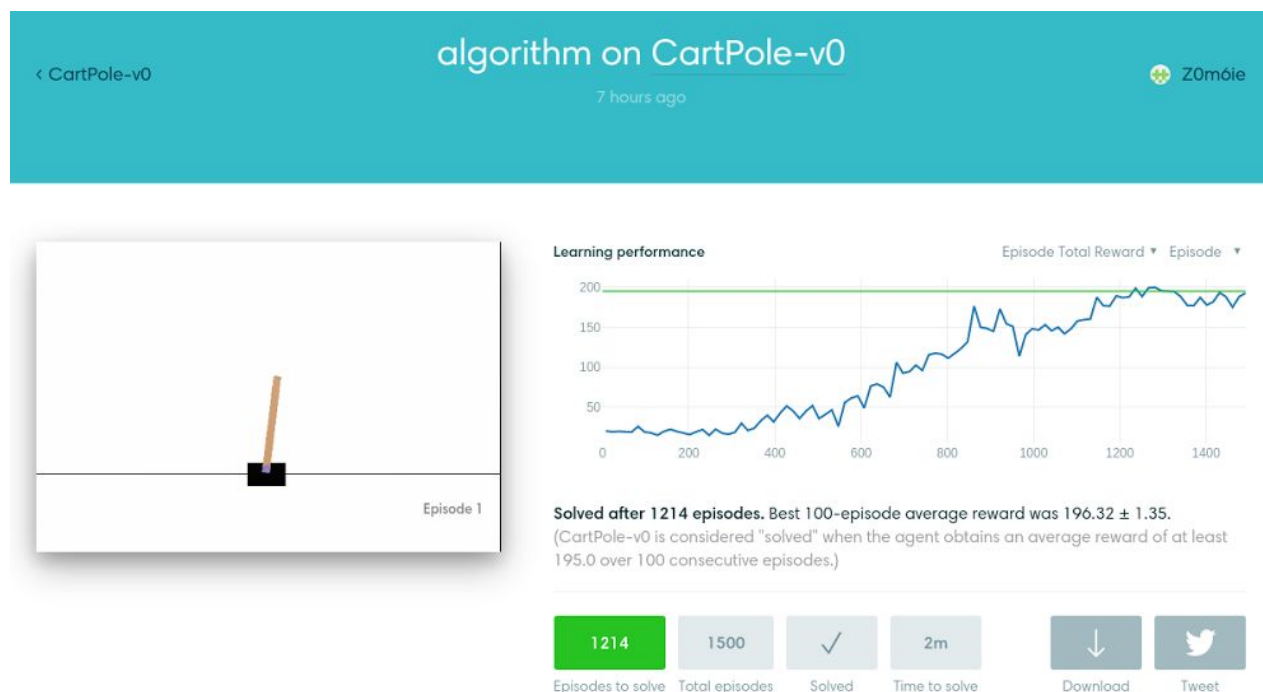 ‹ CartPole-v0
algorithm on CartPole-v0
7 hours ago
Z0móie
Episode 1
Learning performance
Episode Total Reward ▾ Episode ▾
200
150
100
50
0 200 400 600 800 1000 1200 1400
Solved after 1214 episodes. Best 100-episode average reward was 196.32 ± 1.35.
(CartPole-v0 is considered "solved" when the agent obtains an average reward of at least
195.0 over 100 consecutive episodes.)
1214 1500 ✓ 2m
Episodes to solve Total episodes Solved Time to solve Download Tweet